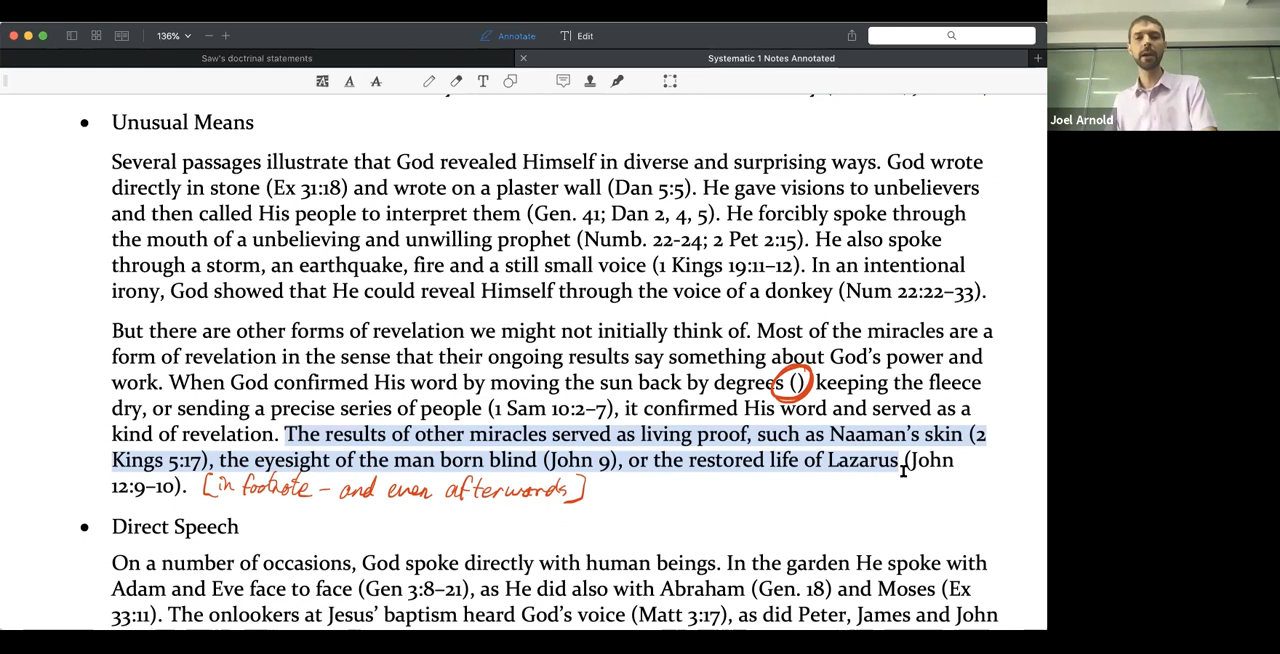 136%
Annotate
Edit
Saw's doctrinal statements
Systematic 1 Notes Annotated
Joel Arnold
• Unusual Means
Several passages illustrate that God revealed Himself in diverse and surprising ways. God wrote
directly in stone (Ex 31:18) and wrote on a plaster wall (Dan 5:5). He gave visions to unbelievers
and then called His people to interpret them (Gen. 41; Dan 2, 4, 5). He forcibly spoke through
the mouth of a unbelieving and unwilling prophet (Numb. 22-24; 2 Pet 2:15). He also spoke
through a storm, an earthquake, fire and a still small voice (1 Kings 19:11–12). In an intentional
irony, God showed that He could reveal Himself through the voice of a donkey (Num 22:22–33).
But there are other forms of revelation we might not initially think of. Most of the miracles are a
form of revelation in the sense that their ongoing results say something about God's power and
work. When God confirmed His word by moving the sun back by degrees () keeping the fleece
dry, or sending a precise series of people (1 Sam 10:2–7), it confirmed His word and served as a
kind of revelation. The results of other miracles served as living proof, such as Naaman's skin (2
Kings 5:17), the eyesight of the man born blind (John 9), or the restored life of Lazarus (John
12:9–10). [in footnote – and even afterwords]
• Direct Speech
On a number of occasions, God spoke directly with human beings. In the garden He spoke with
Adam and Eve face to face (Gen 3:8–21), as He did also with Abraham (Gen. 18) and Moses (Ex
33:11). The onlookers at Jesus' baptism heard God's voice (Matt 3:17), as did Peter, James and John